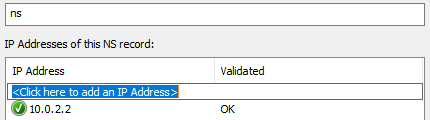 ns
IP Addresses of this NS record:
IP Address Validated
<Click here to add an IP Address>
10.0.2.2 OK